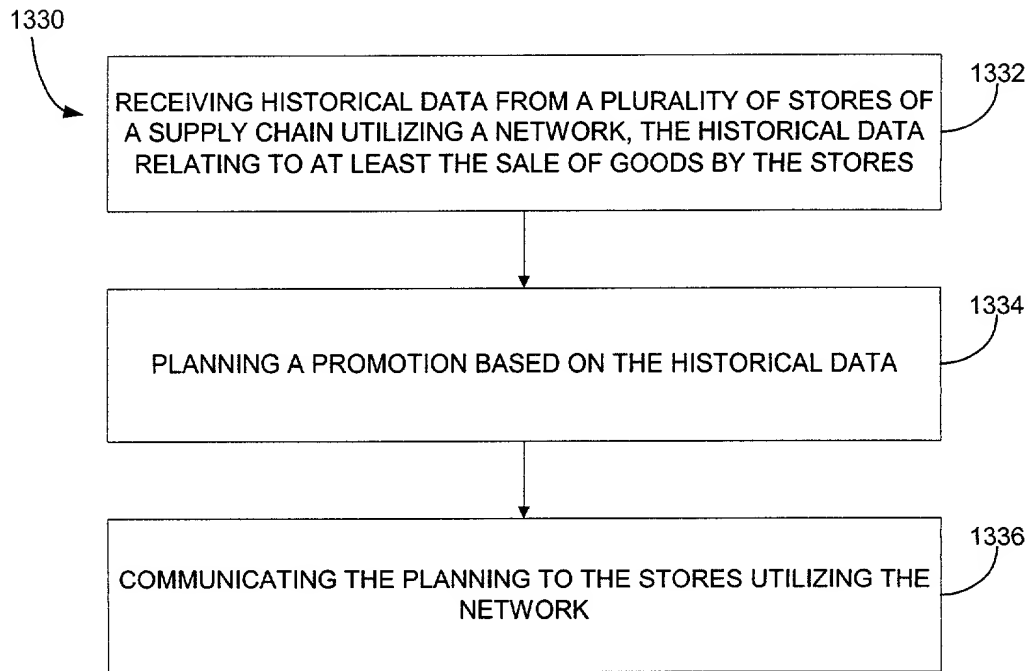 1330
1332
RECEIVING HISTORICAL DATA FROM A PLURALITY OF STORES OF
A SUPPLY CHAIN UTILIZING A NETWORK, THE HISTORICAL DATA
RELATING TO AT LEAST THE SALE OF GOODS BY THE STORES
1334
PLANNING A PROMOTION BASED ON THE HISTORICAL DATA
1336
COMMUNICATING THE PLANNING TO THE STORES UTILIZING THE
NETWORK